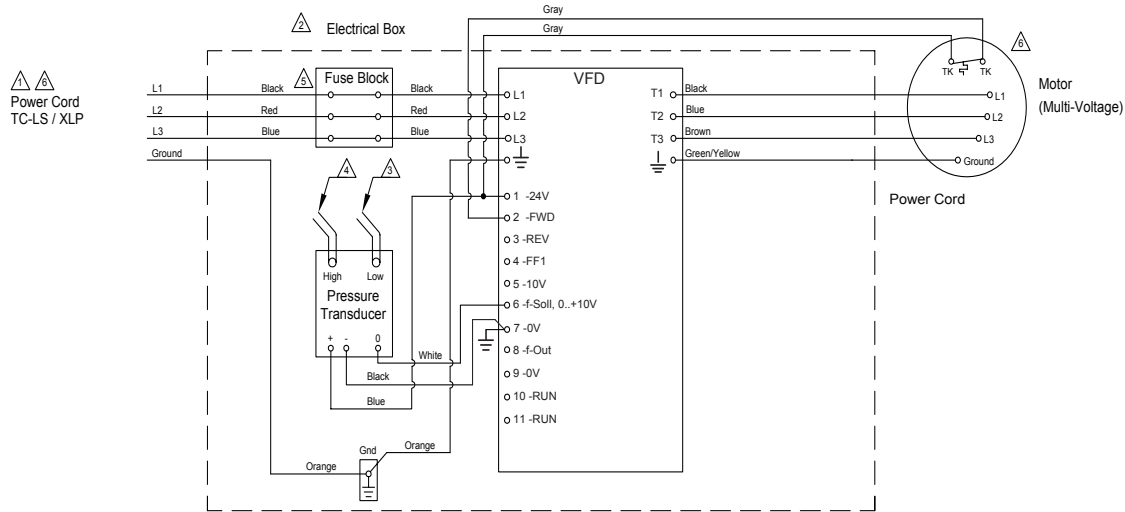 Gray
Gray
2
Electrical Box
6
TK TK
Motor
(Multi-Voltage)
L1
L2
L3
Ground
Power Cord
1 6
Power Cord
TC-LS / XLP
L1 Black
L2 Red
L3 Blue
Ground
5
Fuse Block
Black
Red
Blue
VFD
L1
L2
L3
T1 Black
T2 Blue
T3 Brown
Green/Yellow
1 -24V
2 -FWD
3 -REV
4 -FF1
5 -10V
6 -f-Soll, 0..+10V
7 -0V
8 -f-Out
9 -0V
10 -RUN
11 -RUN
4
3
High Low
Pressure
Transducer
+ - 0
White
Black
Blue
Gnd
Orange
Orange